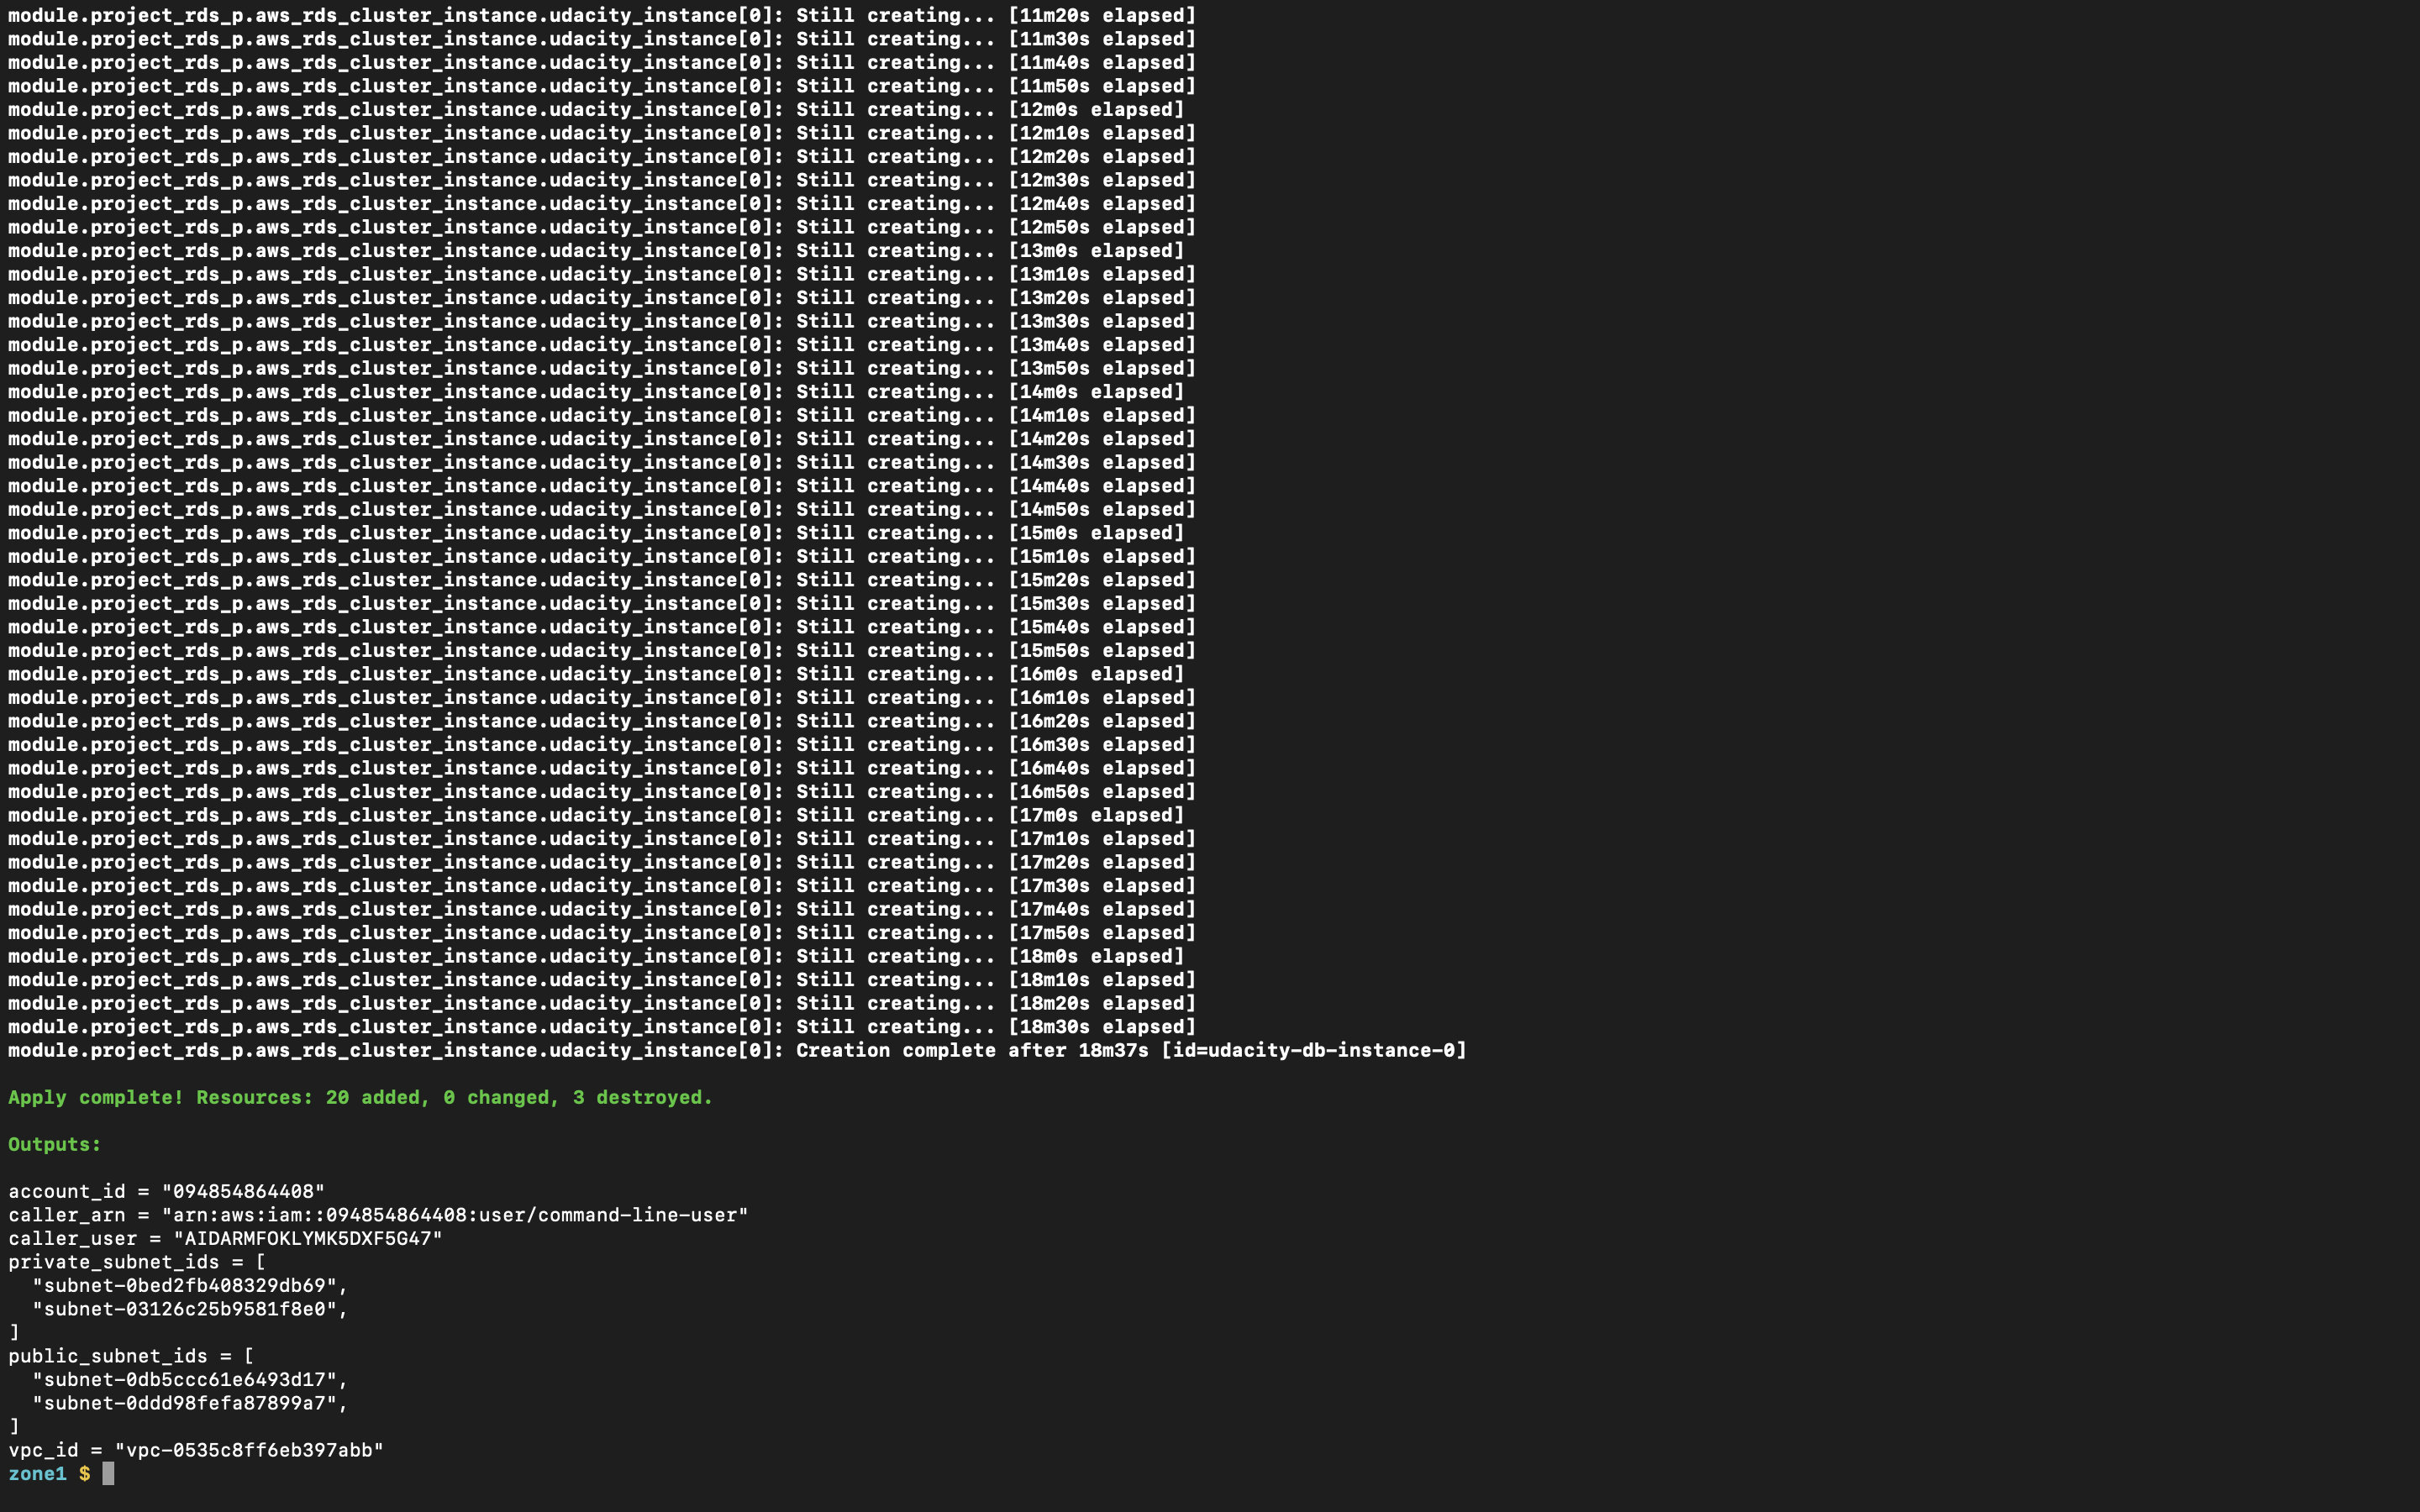 module.project_rds_p.aws_rds_cluster_instance.udacity_instance[0]: Still creating... [11m20s elapsed]
module.project_rds_p.aws_rds_cluster_instance.udacity_instance[0]: Still creating... [11m30s elapsed]
module.project_rds_p.aws_rds_cluster_instance.udacity_instance[0]: Still creating... [11m40s elapsed]
module.project_rds_p.aws_rds_cluster_instance.udacity_instance[0]: Still creating... [11m50s elapsed]
module.project_rds_p.aws_rds_cluster_instance.udacity_instance[0]: Still creating... [12m0s elapsed]
module.project_rds_p.aws_rds_cluster_instance.udacity_instance[0]: Still creating... [12m10s elapsed]
module.project_rds_p.aws_rds_cluster_instance.udacity_instance[0]: Still creating... [12m20s elapsed]
module.project_rds_p.aws_rds_cluster_instance.udacity_instance[0]: Still creating... [12m30s elapsed]
module.project_rds_p.aws_rds_cluster_instance.udacity_instance[0]: Still creating... [12m40s elapsed]
module.project_rds_p.aws_rds_cluster_instance.udacity_instance[0]: Still creating... [12m50s elapsed]
module.project_rds_p.aws_rds_cluster_instance.udacity_instance[0]: Still creating... [13m0s elapsed]
module.project_rds_p.aws_rds_cluster_instance.udacity_instance[0]: Still creating... [13m10s elapsed]
module.project_rds_p.aws_rds_cluster_instance.udacity_instance[0]: Still creating... [13m20s elapsed]
module.project_rds_p.aws_rds_cluster_instance.udacity_instance[0]: Still creating... [13m30s elapsed]
module.project_rds_p.aws_rds_cluster_instance.udacity_instance[0]: Still creating... [13m40s elapsed]
module.project_rds_p.aws_rds_cluster_instance.udacity_instance[0]: Still creating... [13m50s elapsed]
module.project_rds_p.aws_rds_cluster_instance.udacity_instance[0]: Still creating... [14m0s elapsed]
module.project_rds_p.aws_rds_cluster_instance.udacity_instance[0]: Still creating... [14m10s elapsed]
module.project_rds_p.aws_rds_cluster_instance.udacity_instance[0]: Still creating... [14m20s elapsed]
module.project_rds_p.aws_rds_cluster_instance.udacity_instance[0]: Still creating... [14m30s elapsed]
module.project_rds_p.aws_rds_cluster_instance.udacity_instance[0]: Still creating... [14m40s elapsed]
module.project_rds_p.aws_rds_cluster_instance.udacity_instance[0]: Still creating... [14m50s elapsed]
module.project_rds_p.aws_rds_cluster_instance.udacity_instance[0]: Still creating... [15m0s elapsed]
module.project_rds_p.aws_rds_cluster_instance.udacity_instance[0]: Still creating... [15m10s elapsed]
module.project_rds_p.aws_rds_cluster_instance.udacity_instance[0]: Still creating... [15m20s elapsed]
module.project_rds_p.aws_rds_cluster_instance.udacity_instance[0]: Still creating... [15m30s elapsed]
module.project_rds_p.aws_rds_cluster_instance.udacity_instance[0]: Still creating... [15m40s elapsed]
module.project_rds_p.aws_rds_cluster_instance.udacity_instance[0]: Still creating... [15m50s elapsed]
module.project_rds_p.aws_rds_cluster_instance.udacity_instance[0]: Still creating... [16m0s elapsed]
module.project_rds_p.aws_rds_cluster_instance.udacity_instance[0]: Still creating... [16m10s elapsed]
module.project_rds_p.aws_rds_cluster_instance.udacity_instance[0]: Still creating... [16m20s elapsed]
module.project_rds_p.aws_rds_cluster_instance.udacity_instance[0]: Still creating... [16m30s elapsed]
module.project_rds_p.aws_rds_cluster_instance.udacity_instance[0]: Still creating... [16m40s elapsed]
module.project_rds_p.aws_rds_cluster_instance.udacity_instance[0]: Still creating... [16m50s elapsed]
module.project_rds_p.aws_rds_cluster_instance.udacity_instance[0]: Still creating... [17m0s elapsed]
module.project_rds_p.aws_rds_cluster_instance.udacity_instance[0]: Still creating... [17m10s elapsed]
module.project_rds_p.aws_rds_cluster_instance.udacity_instance[0]: Still creating... [17m20s elapsed]
module.project_rds_p.aws_rds_cluster_instance.udacity_instance[0]: Still creating... [17m30s elapsed]
module.project_rds_p.aws_rds_cluster_instance.udacity_instance[0]: Still creating... [17m40s elapsed]
module.project_rds_p.aws_rds_cluster_instance.udacity_instance[0]: Still creating... [17m50s elapsed]
module.project_rds_p.aws_rds_cluster_instance.udacity_instance[0]: Still creating... [18m0s elapsed]
module.project_rds_p.aws_rds_cluster_instance.udacity_instance[0]: Still creating... [18m10s elapsed]
module.project_rds_p.aws_rds_cluster_instance.udacity_instance[0]: Still creating... [18m20s elapsed]
module.project_rds_p.aws_rds_cluster_instance.udacity_instance[0]: Still creating... [18m30s elapsed]
module.project_rds_p.aws_rds_cluster_instance.udacity_instance[0]: Creation complete after 18m37s [id=udacity-db-instance-0]
Apply complete! Resources: 20 added, 0 changed, 3 destroyed.
Outputs:
account_id = "094854864408"
caller_arn = "arn:aws:iam::094854864408:user/command-line-user"
caller_user = "AIDARMFOKLYMK5DXF5G47"
private_subnet_ids = [
  "subnet-0bed2fb408329db69",
  "subnet-03126c25b9581f8e0",
]
public_subnet_ids = [
  "subnet-0db5ccc61e6493d17",
  "subnet-0ddd98fefa87899a7",
]
vpc_id = "vpc-0535c8ff6eb397abb"
zone1 $